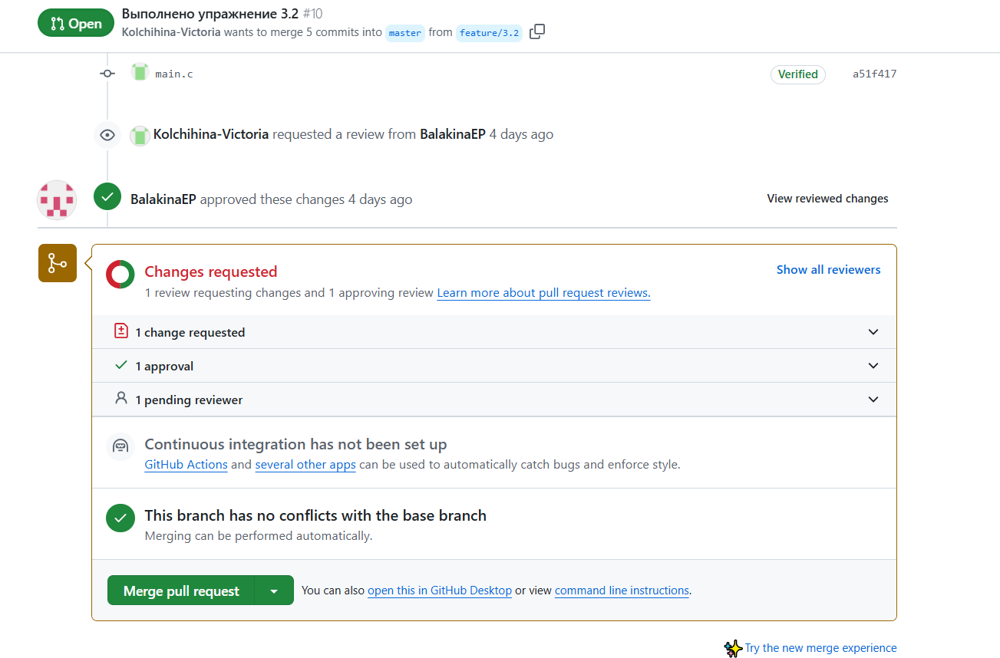 Open
Выполнено упражнение 3.2 #10
Kolchihina-Victoria wants to merge 5 commits into master from feature/3.2
main.c
Verified
a51f417
Kolchihina-Victoria requested a review from BalakinaEP 4 days ago
BalakinaEP approved these changes 4 days ago
View reviewed changes
Changes requested
Show all reviewers
1 review requesting changes and 1 approving review Learn more about pull request reviews.
1 change requested
1 approval
1 pending reviewer
Continuous integration has not been set up
GitHub Actions and several other apps can be used to automatically catch bugs and enforce style.
This branch has no conflicts with the base branch
Merging can be performed automatically.
Merge pull request
You can also open this in GitHub Desktop or view command line instructions.
Try the new merge experience